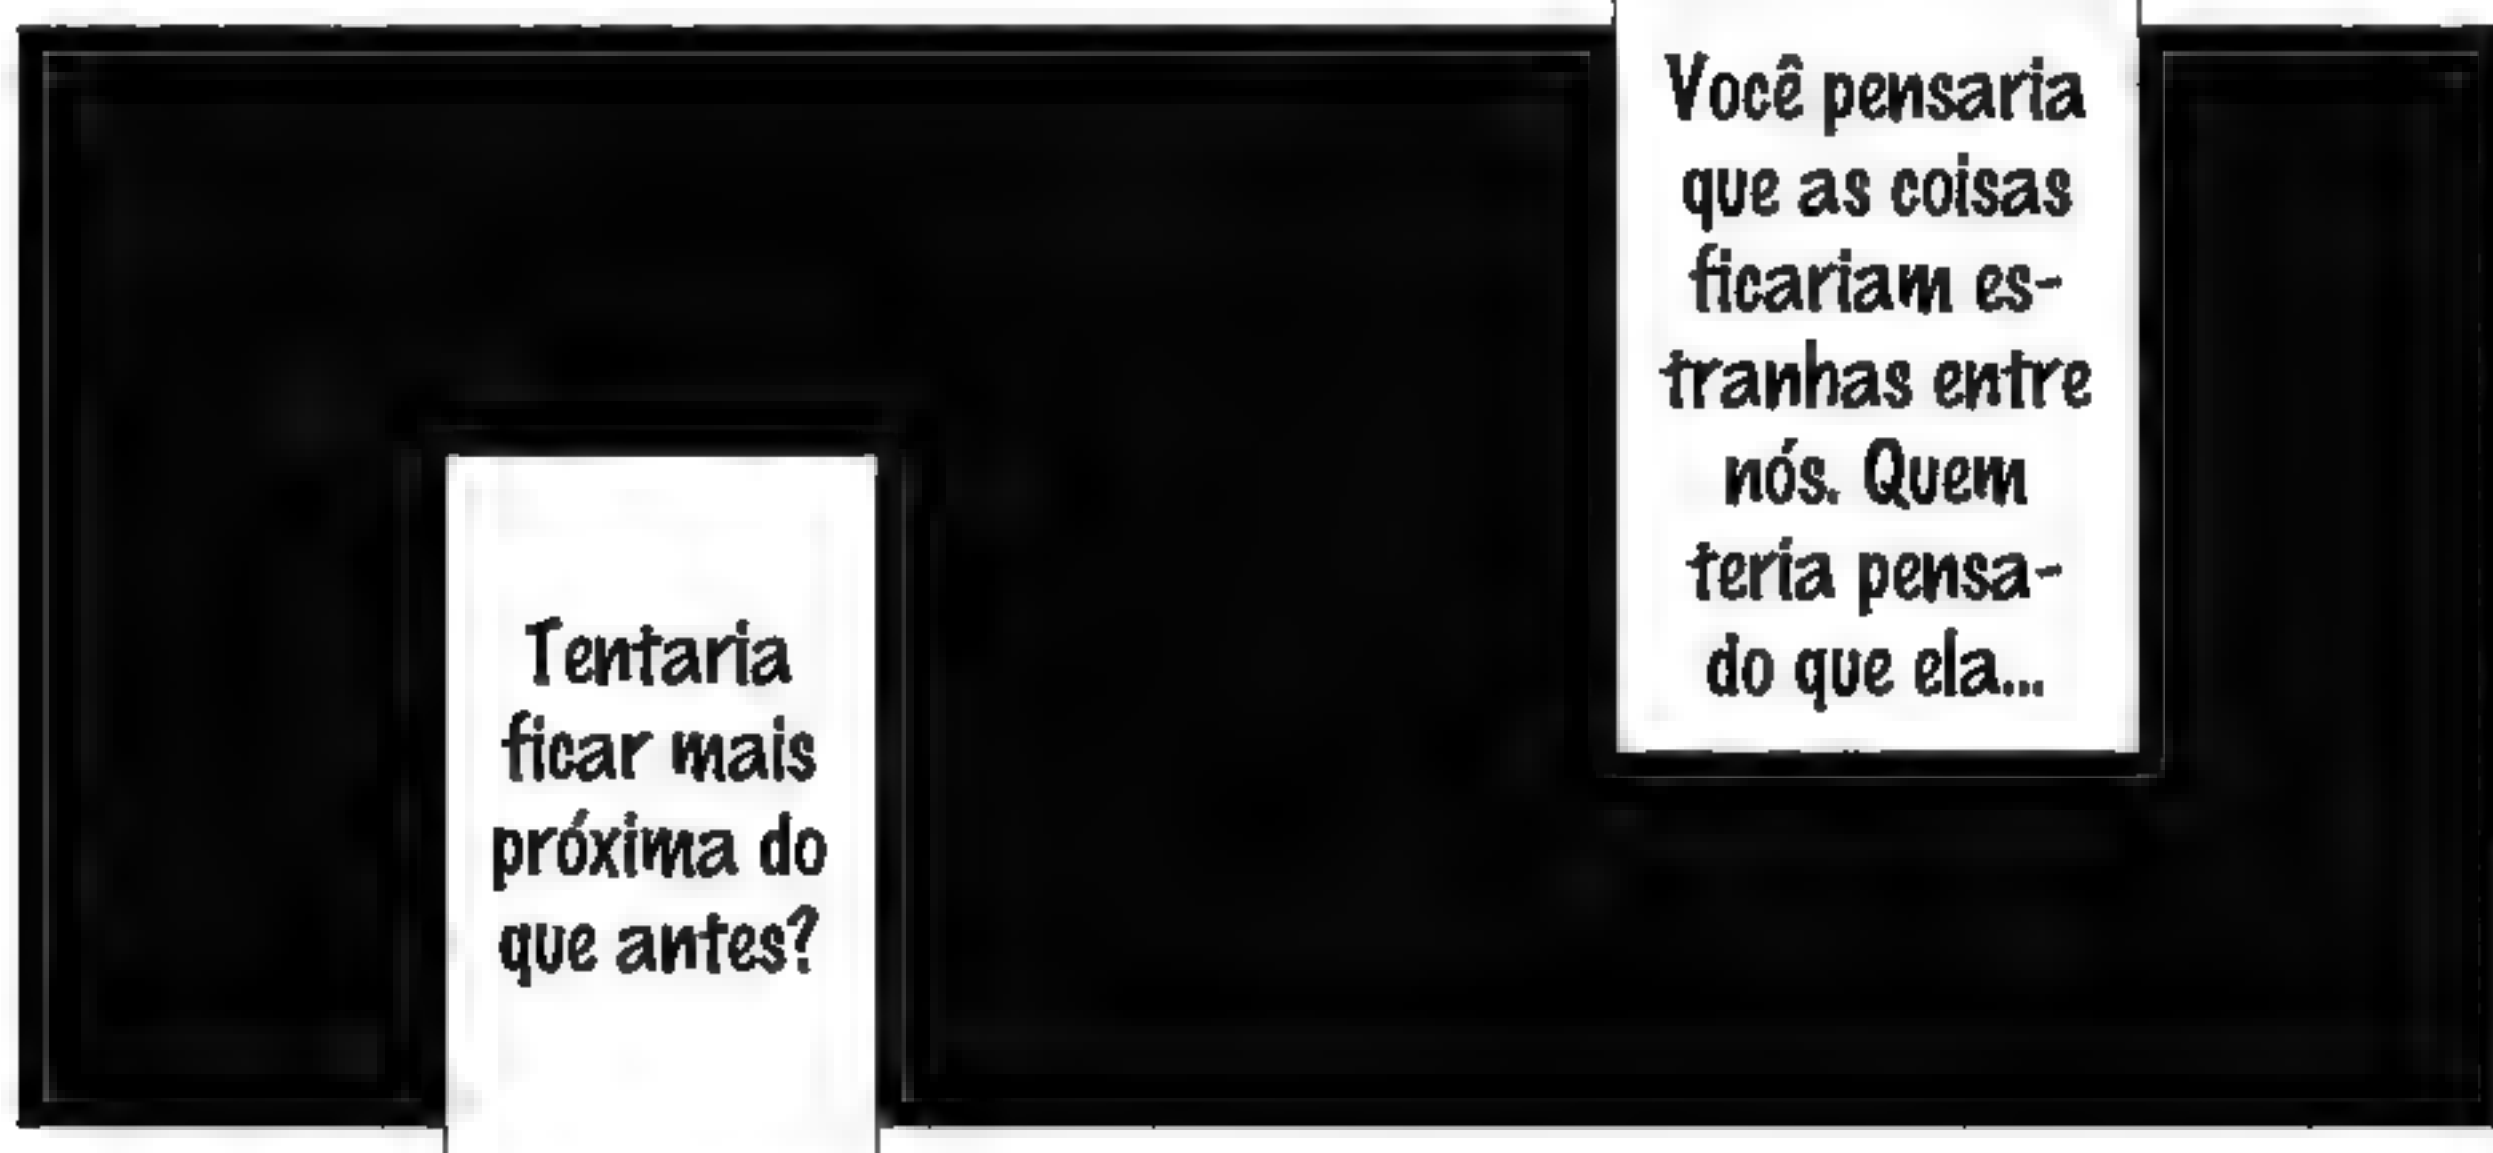 Você pensaria
que as coisas
ficariam es-
tranhas entre
nós. Quem
teria pensa-
do que ela...
Tentaria
ficar mais
próxima do
que antes?